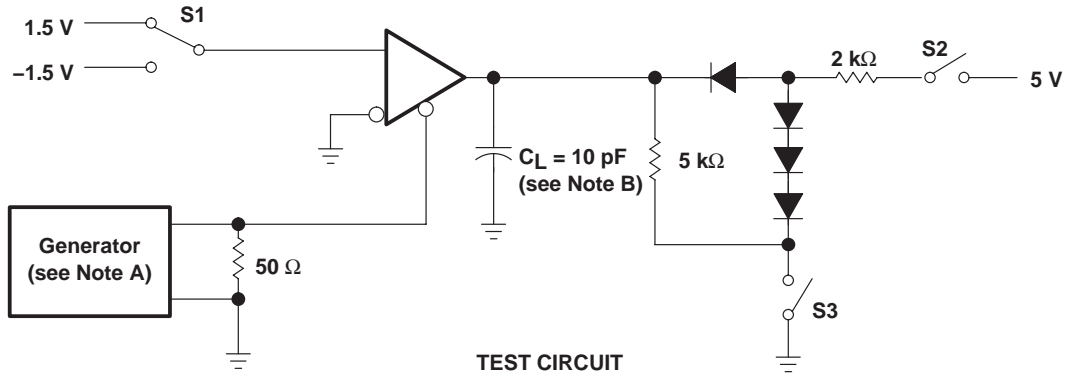 S1
1.5 V
–1.5 V
S2
2 kΩ
5 V
CL = 10 pF
(see Note B)
5 kΩ
Generator
(see Note A)
50 Ω
S3
TEST CIRCUIT